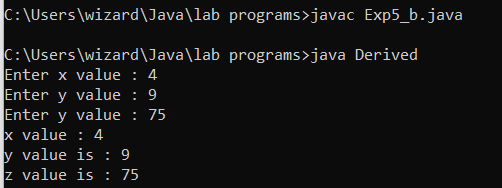 C:\Users\wizard\Java\lab programs>javac Exp5_b.java
C:\Users\wizard\Java\lab programs>java Derived
Enter x value : 4
Enter y value : 9
Enter y value : 75
x value : 4
y value is : 9
z value is : 75